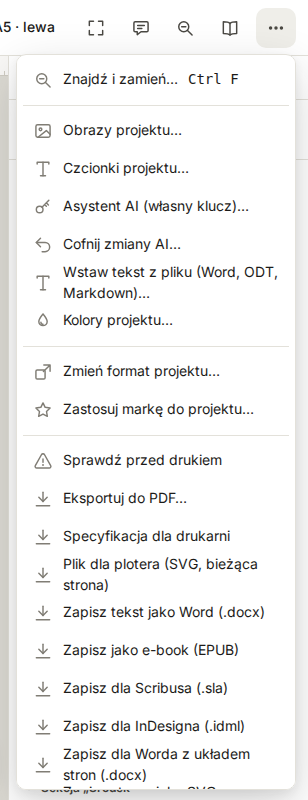 A5 · lewa
Znajdź i zamień... Ctrl F
Obrazy projektu...
Czcionki projektu...
Asystent AI (własny klucz)...
Cofnij zmiany AI...
Wstaw tekst z pliku (Word, ODT,
Markdown)...
Kolory projektu...
Zmień format projektu...
Zastosuj markę do projektu...
Sprawdź przed drukiem
Eksportuj do PDF...
Specyfikacja dla drukarni
Plik dla plotera (SVG, bieżąca
strona)
Zapisz tekst jako Word (.docx)
Zapisz jako e-book (EPUB)
Zapisz dla Scribusa (.sla)
Zapisz dla InDesigna (.idml)
Zapisz dla Worda z układem
stron (.docx)